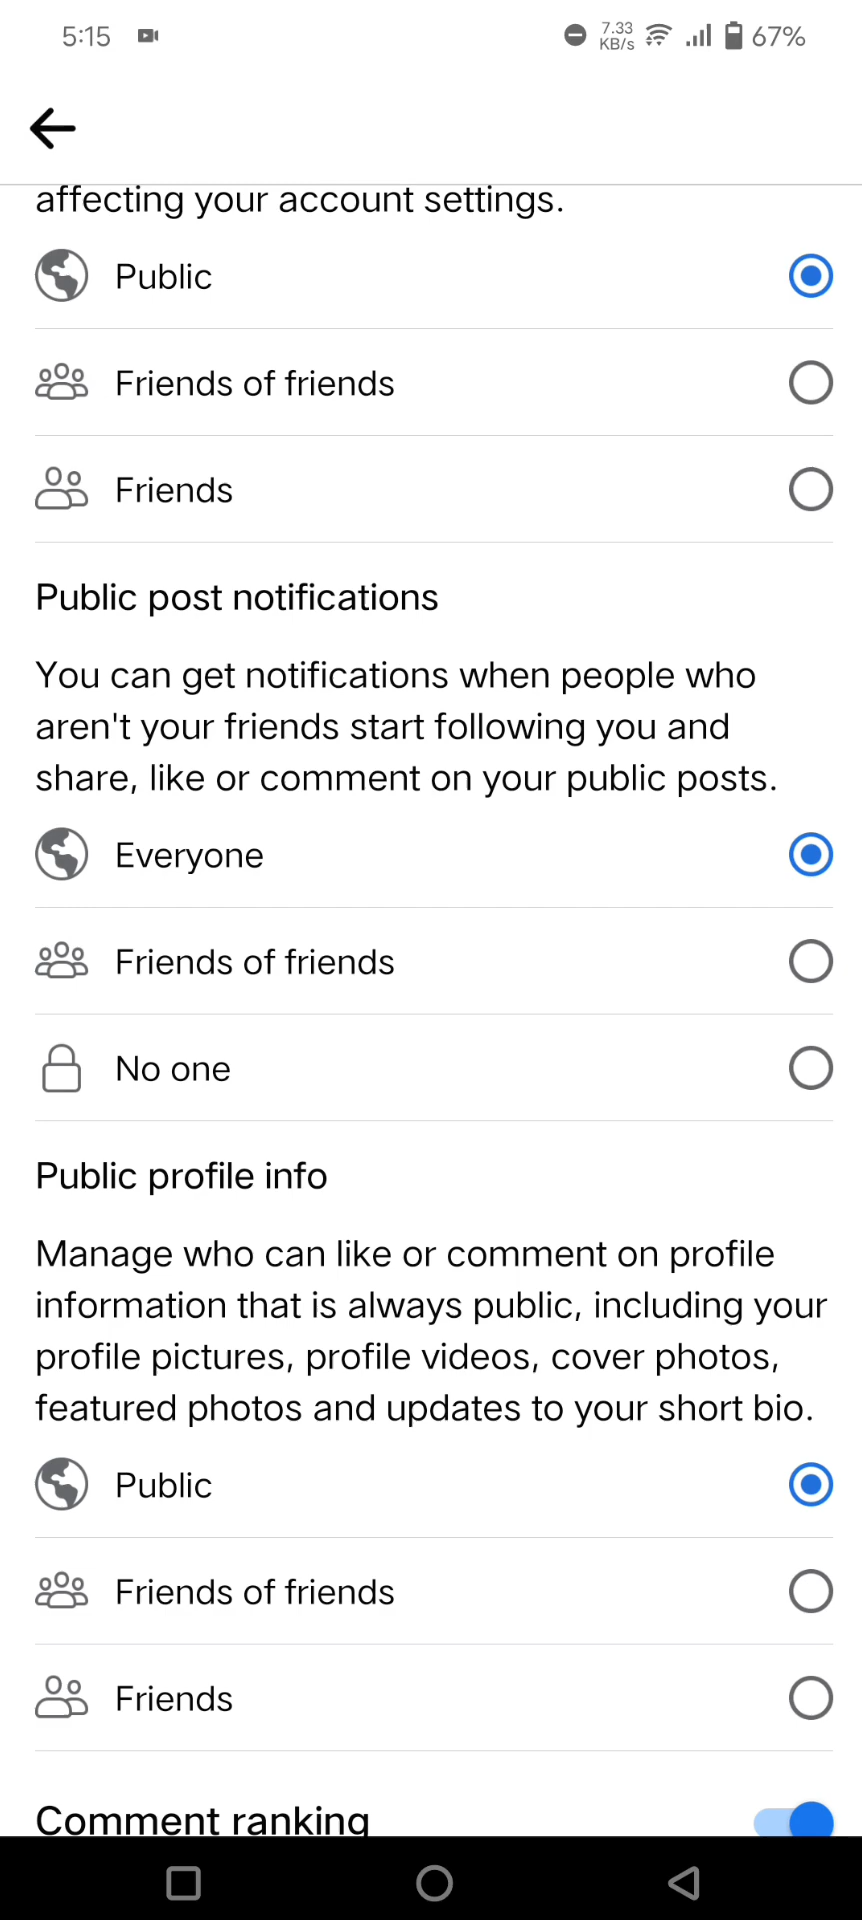 5:15
7.33
KB/s
67%
affecting your account settings.
Public
Friends of friends
Friends
Public post notifications
You can get notifications when people who
aren't your friends start following you and
share, like or comment on your public posts.
Everyone
Friends of friends
No one
Public profile info
Manage who can like or comment on profile
information that is always public, including your
profile pictures, profile videos, cover photos,
featured photos and updates to your short bio.
Public
Friends of friends
Friends
Comment ranking